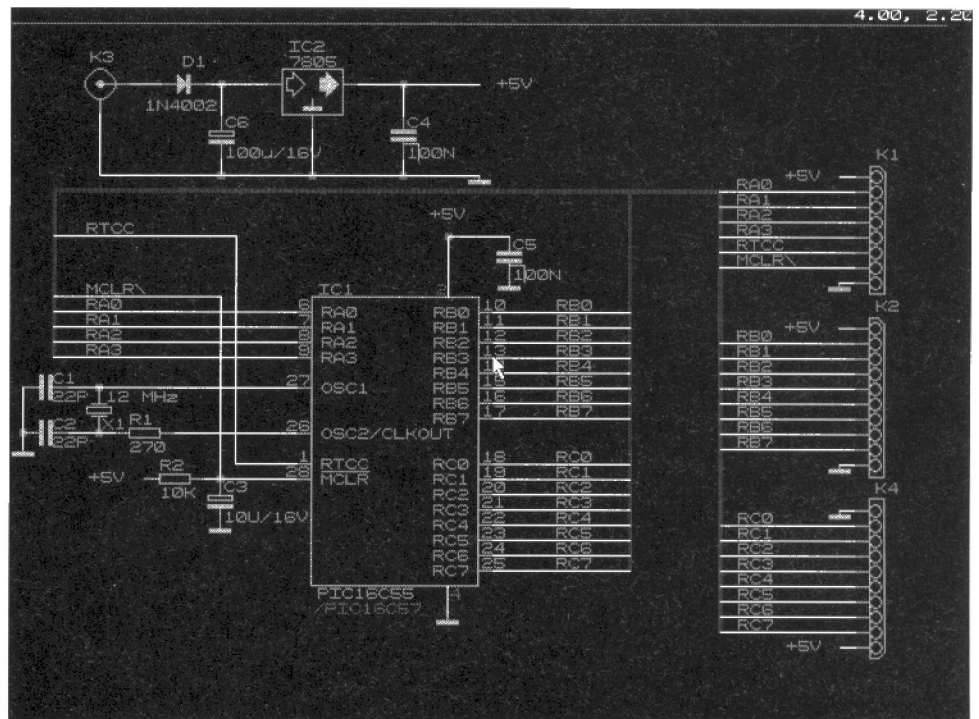 4.00, 2.20
K3
D1
1N4002
IC2
7805
+5V
C6
100u/16V
C4
100N
RTCC
+5V
C5
100N
MCLR\
RA0
RA1
RA2
RA3
C1
22P
12 MHz
X1
C2
22P
R1
270
+5V
R2
10K
C3
10U/16V
IC1
6 RA0
7 RA1
8 RA2
9 RA3
27 OSC1
26 OSC2/CLKOUT
1 RTCC
28 MCLR
2
RB0 10 RB0
RB1 11 RB1
RB2 12 RB2
RB3 13 RB3
RB4 RB4
RB5 15 RB5
RB6 16 RB6
RB7 17 RB7
RC0 18 RC0
RC1 19 RC1
RC2 20 RC2
RC3 21 RC3
RC4 22 RC4
RC5 23 RC5
RC6 24 RC6
RC7 25 RC7
4
PIC16C55
/PIC16C57
K1
+5V
RA0
RA1
RA2
RA3
RTCC
MCLR\
K2
+5V
RB0
RB1
RB2
RB3
RB4
RB5
RB6
RB7
K4
RC0
RC1
RC2
RC3
RC4
RC5
RC6
RC7
+5V